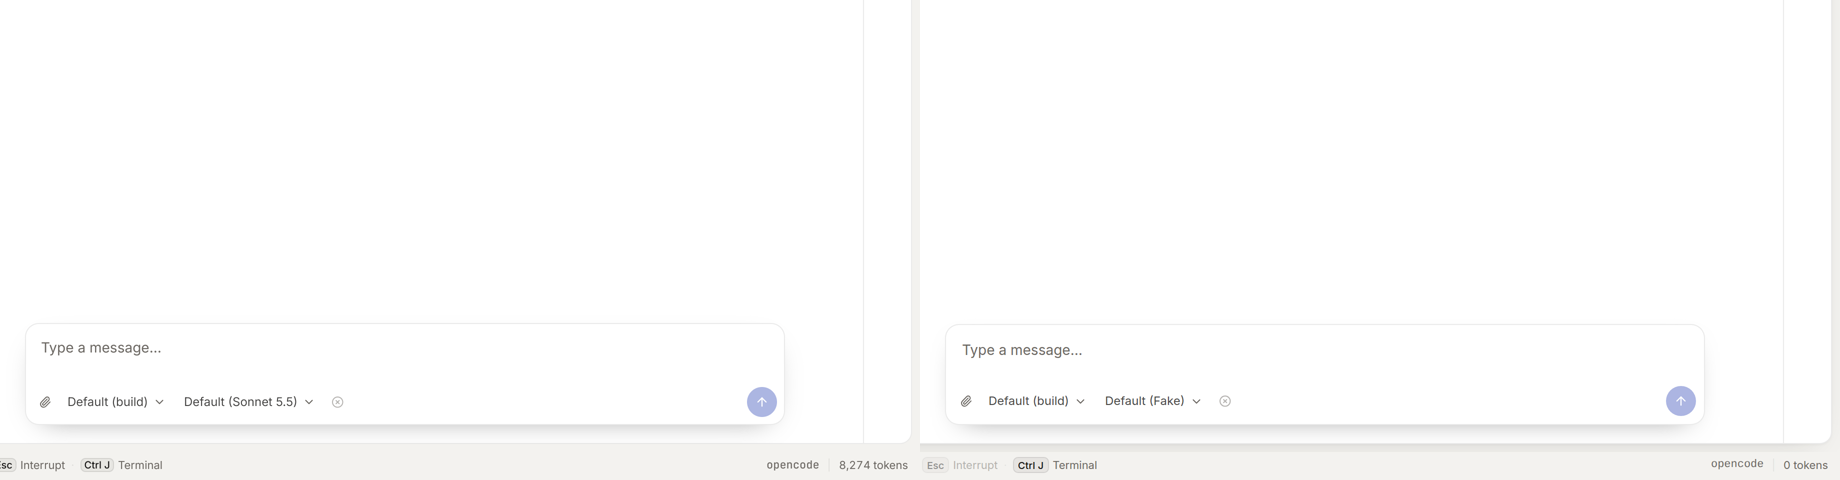 Type a message...
Default (build) Default (Sonnet 5.5)
Esc Interrupt · Ctrl J Terminal opencode 8,274 tokens
Type a message...
Default (build) Default (Fake)
Esc Interrupt Ctrl J Terminal opencode 0 tokens